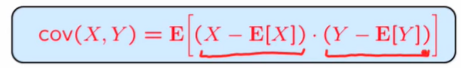 cov(X, Y) = E[(X − E[X]) · (Y − E[Y])]